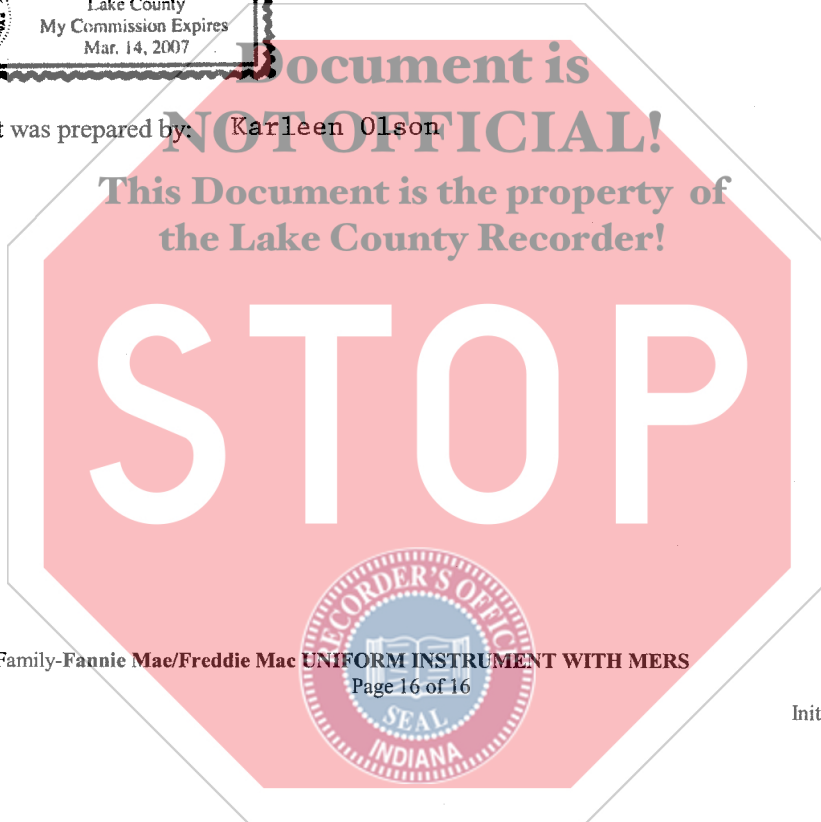 Lake County
My Commission Expires
Mar. 14, 2007
Document is
NOT OFFICIAL!
was prepared by: Karleen Olson
This Document is the property of
the Lake County Recorder!
STOP
RECORDER'S OFFICE
Family-Fannie Mae/Freddie Mac UNIFORM INSTRUMENT WITH MERS
Page 16 of 16
SEAL
INDIANA
Init